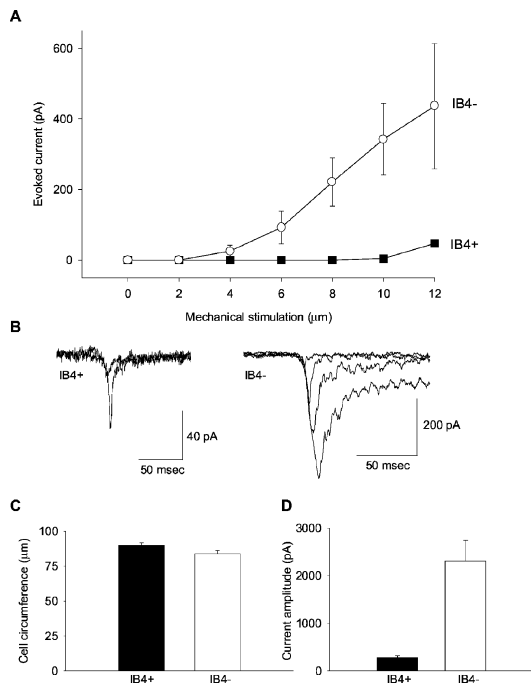 A
600
400
200
0
Evoked current (pA)
IB4-
IB4+
0 2 4 6 8 10 12
Mechanical stimulation (μm)
B
IB4+
40 pA
50 msec
IB4-
200 pA
50 msec
C
100
75
50
25
0
Cell circumference (μm)
IB4+ IB4-
D
3000
2000
1000
0
Current amplitude (pA)
IB4+ IB4-